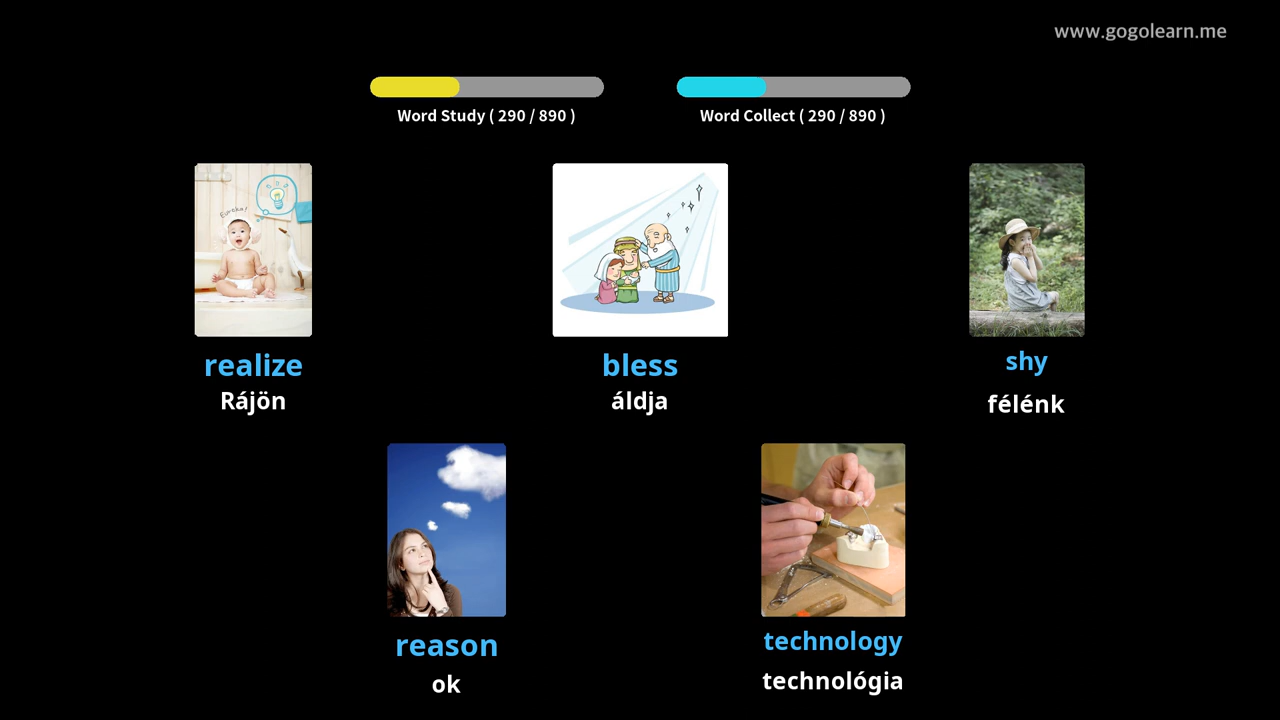 www.gogolearn.me
Word Study ( 290 / 890 )
Word Collect ( 290 / 890 )
Eureka!
realize
Rájön
bless
áldja
shy
félénk
reason
ok
technology
technológia